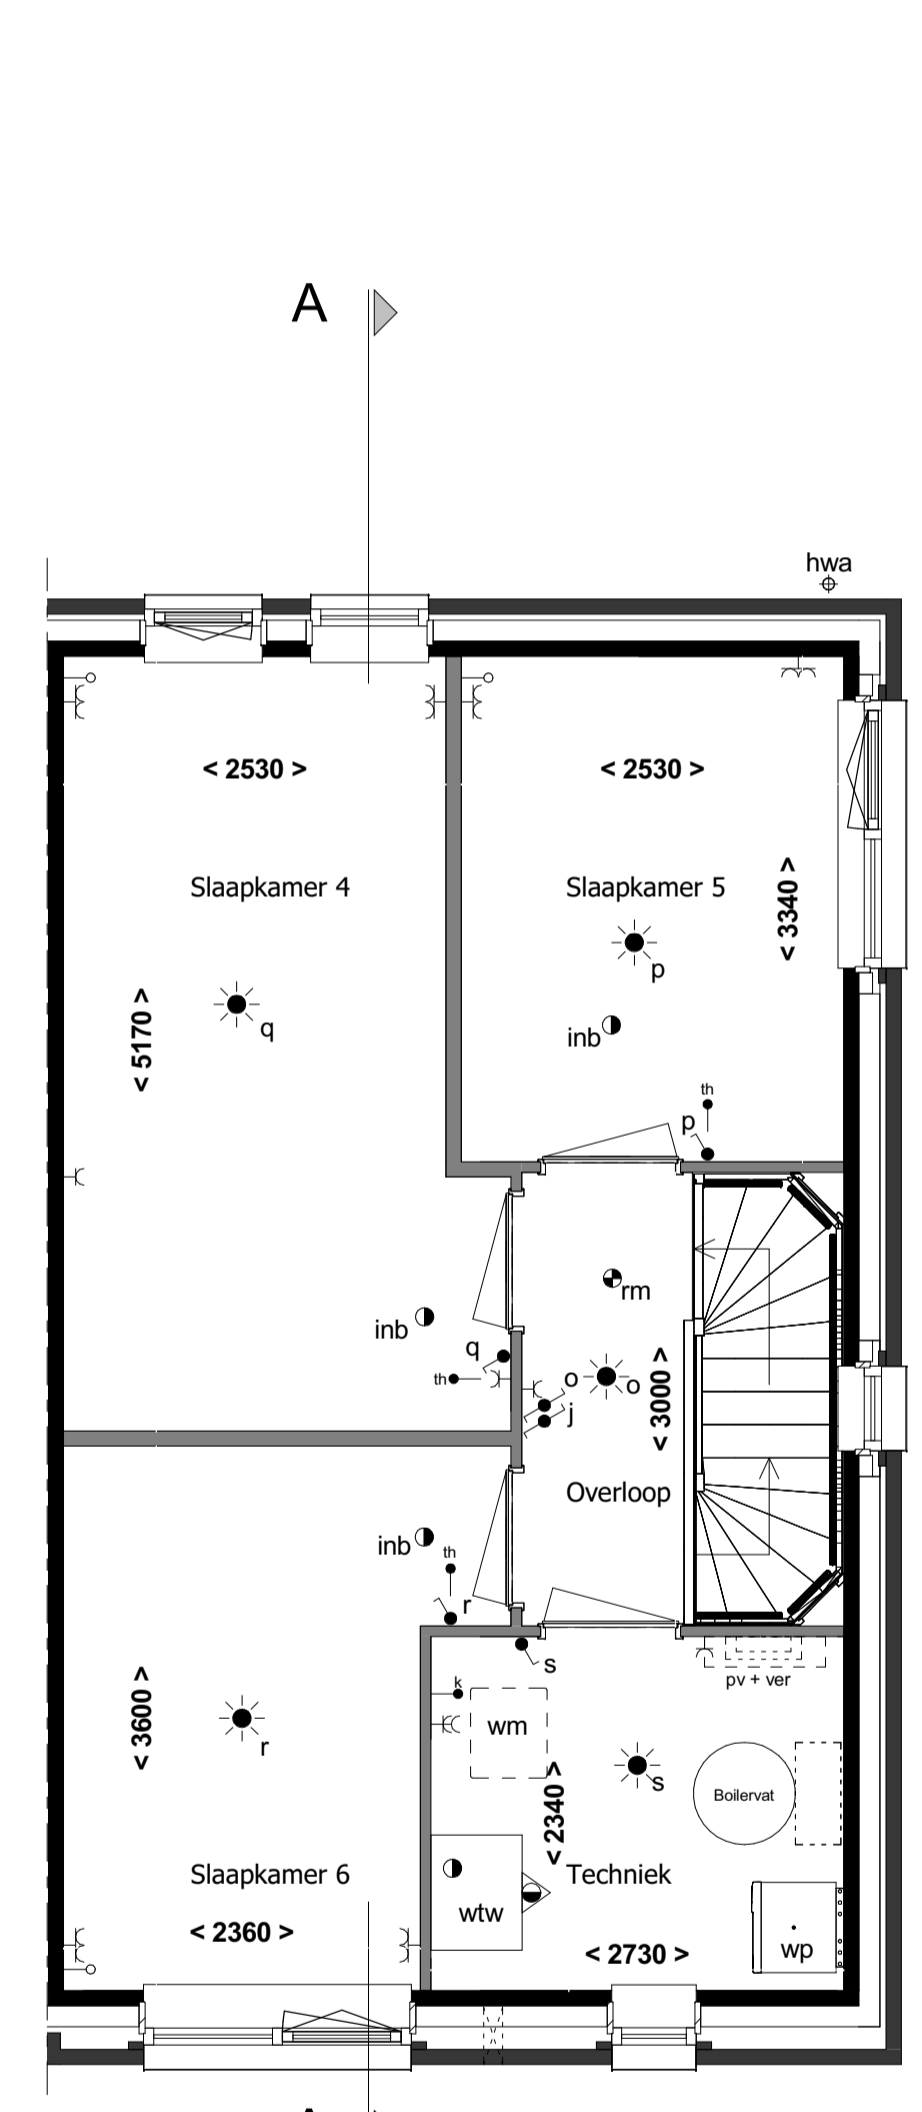 A
hwa
< 2530 >
< 2530 >
Slaapkamer 4
Slaapkamer 5
< 3340 >
p
q
< 5170 >
inb
th
p
rm
inb
q
th
o
o
j
< 3000 >
Overloop
inb
th
r
s
k
pv + ver
wm
< 3600 >
r
s
Boilervat
< 2340 >
Slaapkamer 6
Techniek
wtw
< 2360 >
< 2730 >
wp
A